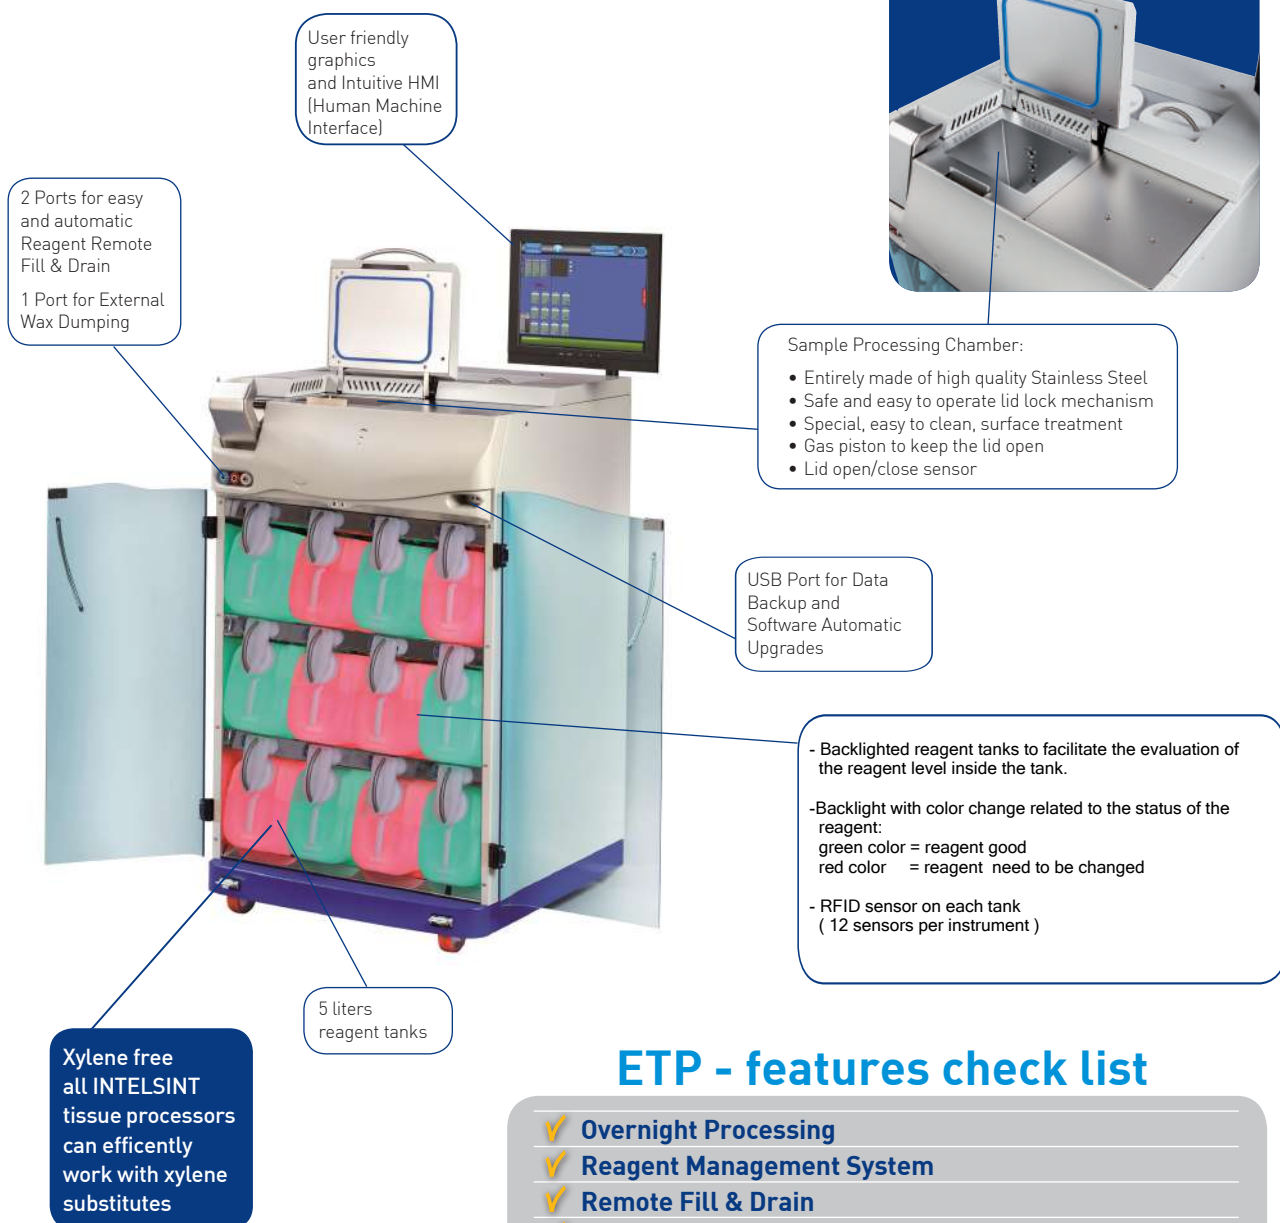 User friendly
graphics
and Intuitive HMI
(Human Machine
Interface)
2 Ports for easy
and automatic
Reagent Remote
Fill & Drain
1 Port for External
Wax Dumping
Sample Processing Chamber:
• Entirely made of high quality Stainless Steel
• Safe and easy to operate lid lock mechanism
• Special, easy to clean, surface treatment
• Gas piston to keep the lid open
• Lid open/close sensor
USB Port for Data
Backup and
Software Automatic
Upgrades
- Backlighted reagent tanks to facilitate the evaluation of
the reagent level inside the tank.
-Backlight with color change related to the status of the
reagent:
green color = reagent good
red color = reagent need to be changed
- RFID sensor on each tank
( 12 sensors per instrument )
5 liters
reagent tanks
Xylene free
all INTELSINT
tissue processors
can efficently
work with xylene
substitutes
ETP - features check list
Overnight Processing
Reagent Management System
Remote Fill & Drain